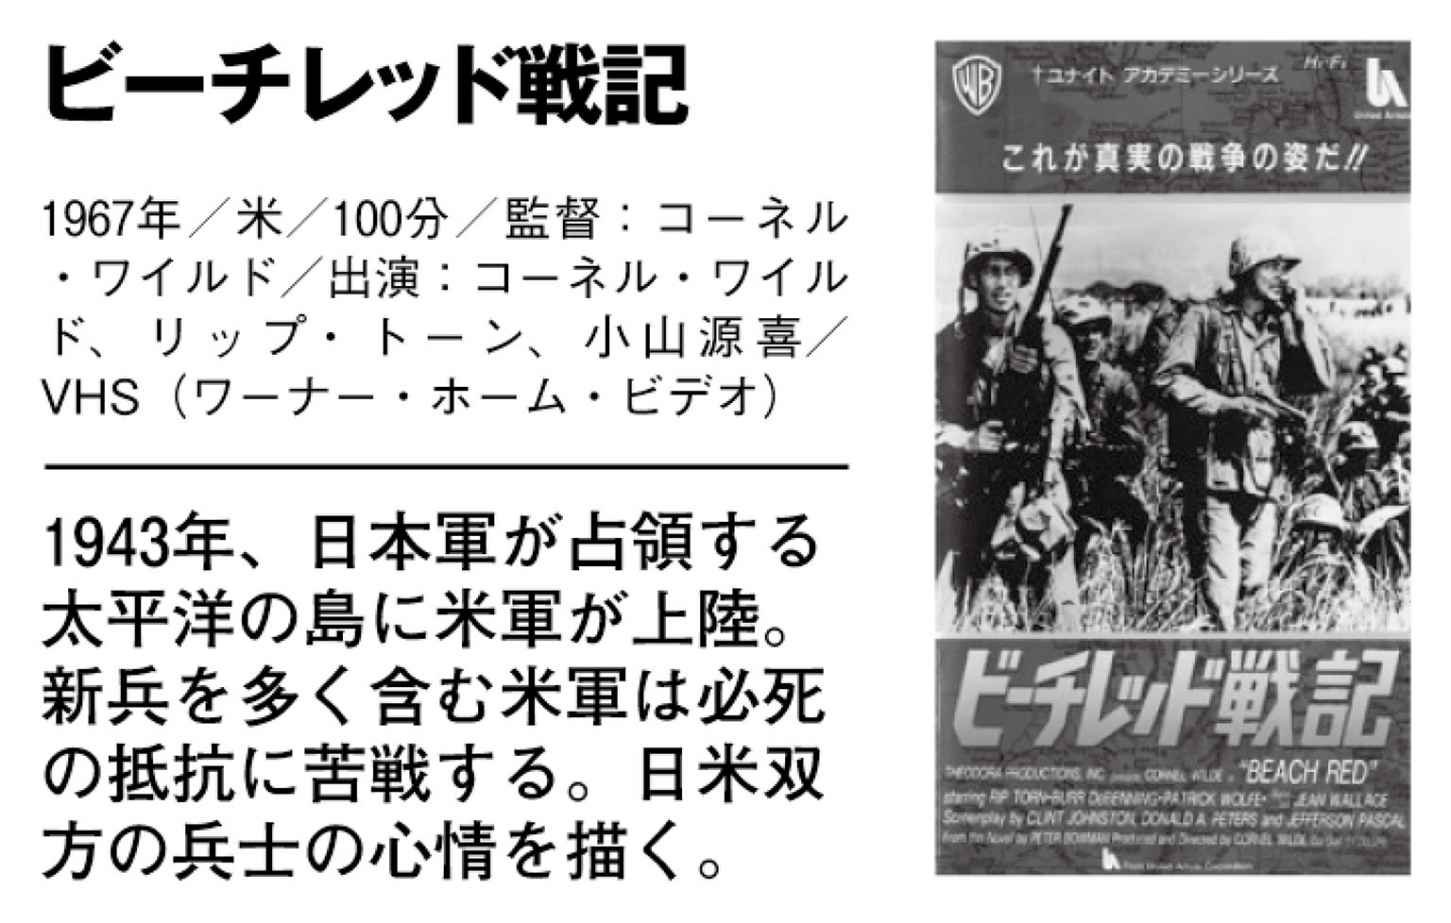 ビーチレッド戦記
1967年／米／100分／監督：コーネル
・ワイルド／出演：コーネル・ワイル
ド、リップ・トーン、小山源喜／
VHS（ワーナー・ホーム・ビデオ）
1943年、日本軍が占領する
太平洋の島に米軍が上陸。
新兵を多く含む米軍は必死
の抵抗に苦戦する。日米双
方の兵士の心情を描く。
WB
†ユナイト アカデミーシリーズ
Hi-Fi
United Artists
これが真実の戦争の姿だ!!
ビーチレッド戦記
THEODORA PRODUCTIONS, INC. CORNEL WILDE "BEACH RED"
starring RIP TORN・BURR DeBENNING・PATRICK WOLFE・ JEAN WALLACE
Screenplay by CLINT JOHNSTON, DONALD A. PETERS and JEFFERSON PASCAL
from the Novel by PETER BOWMAN Produced and Directed by CORNEL WILDE